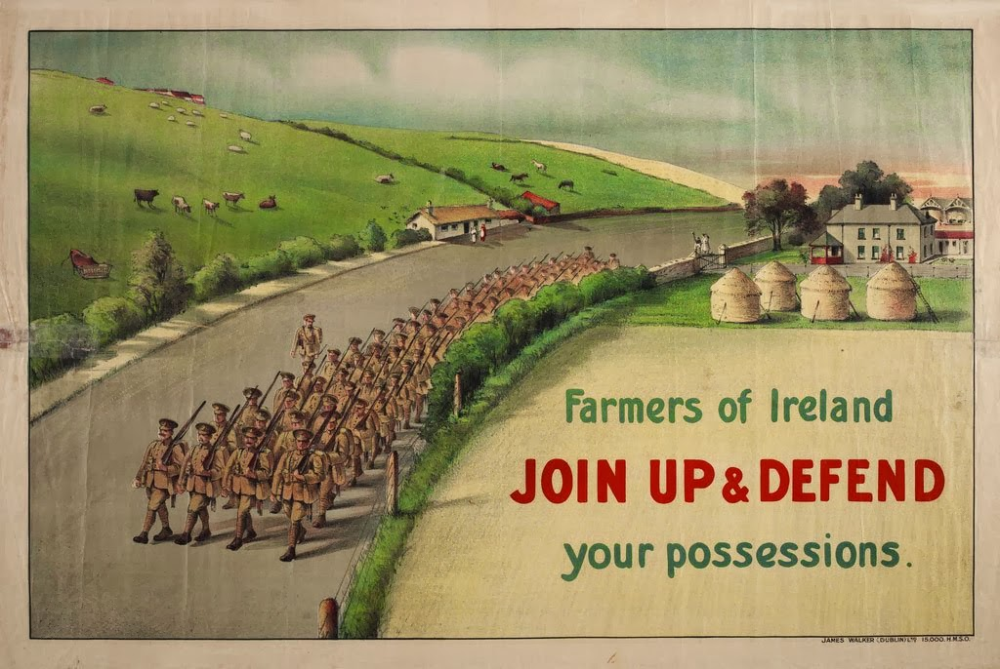 Farmers of Ireland
JOIN UP & DEFEND
your possessions.
JAMES WALKER (DUBLIN) LTD 15,000. H.M.S.O.